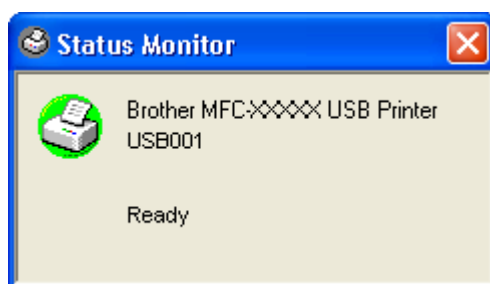 Status Monitor
Brother MFC-XXXXX USB Printer
USB001
Ready